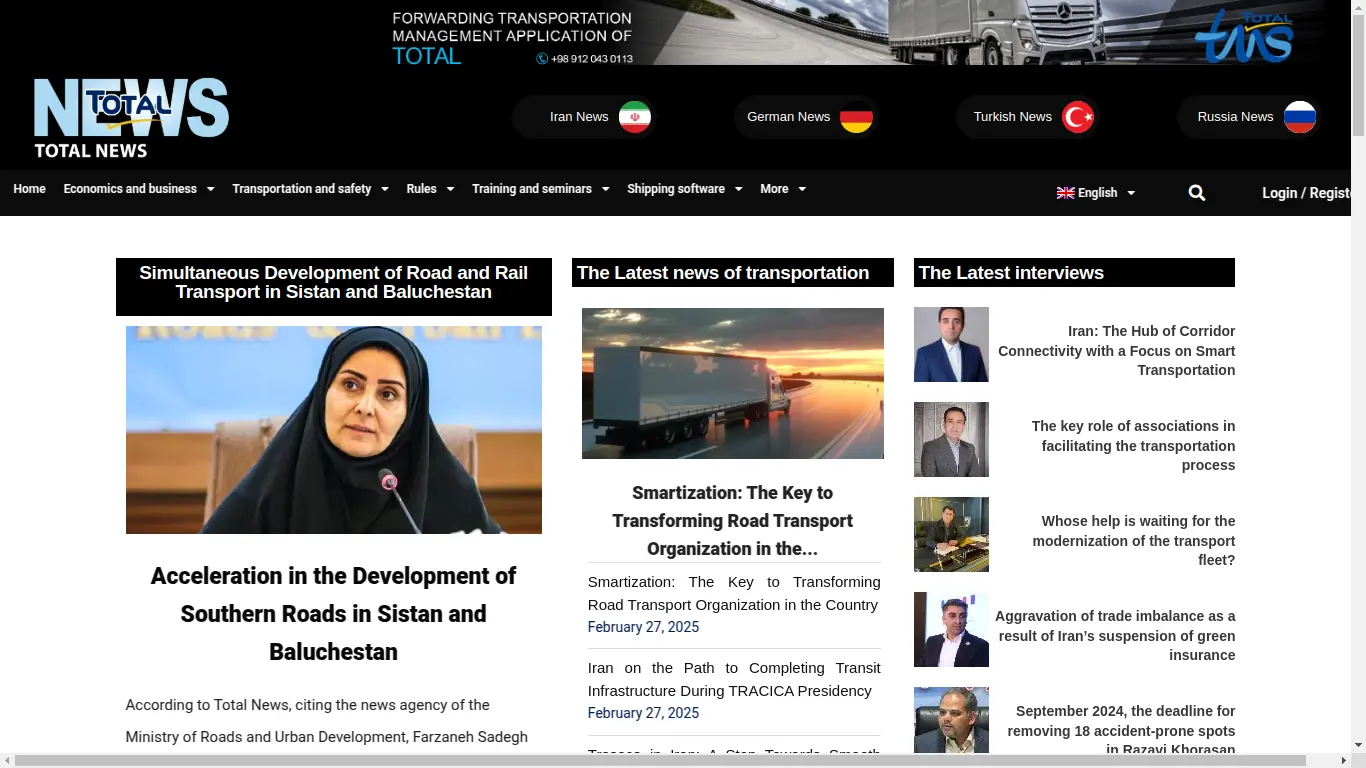 FORWARDING TRANSPORTATION
MANAGEMENT APPLICATION OF
TOTAL
+98 912 043 0113
TOTAL
tms
NEWS
TOTAL
TOTAL NEWS
Iran News
German News
Turkish News
Russia News
Home
Economics and business
Transportation and safety
Rules
Training and seminars
Shipping software
More
English
Login / Registe
Simultaneous Development of Road and Rail
Transport in Sistan and Baluchestan
Acceleration in the Development of
Southern Roads in Sistan and
Baluchestan
According to Total News, citing the news agency of the
Ministry of Roads and Urban Development, Farzaneh Sadegh
The Latest news of transportation
Smartization: The Key to
Transforming Road Transport
Organization in the...
Smartization: The Key to Transforming
Road Transport Organization in the Country
February 27, 2025
Iran on the Path to Completing Transit
Infrastructure During TRACICA Presidency
February 27, 2025
in Iran: A Step Towards Smooth
The Latest interviews
Iran: The Hub of Corridor
Connectivity with a Focus on Smart
Transportation
The key role of associations in
facilitating the transportation
process
Whose help is waiting for the
modernization of the transport
fleet?
Aggravation of trade imbalance as a
result of Iran's suspension of green
insurance
September 2024, the deadline for
removing 18 accident-prone spots
in Razavi Khorasan